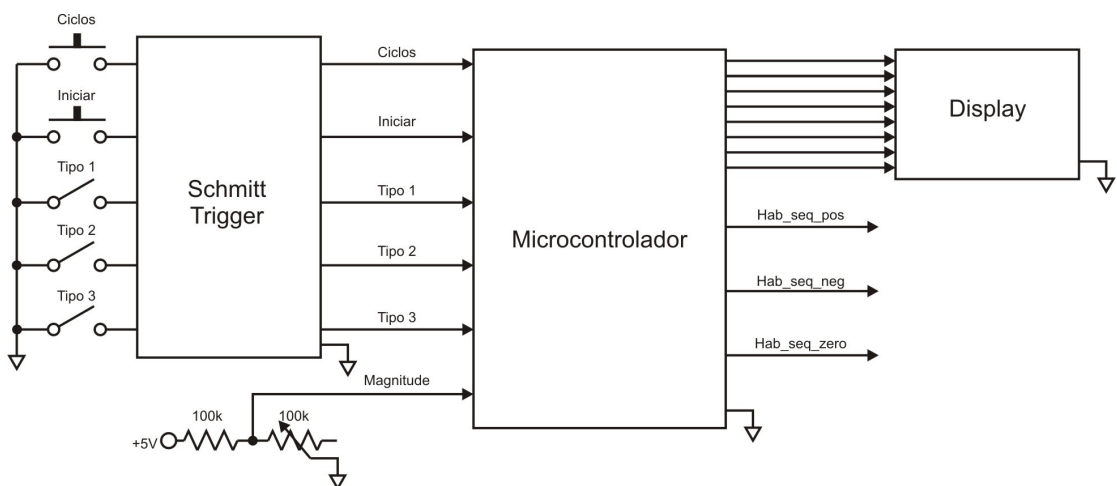 Ciclos
Iniciar
Tipo 1
Tipo 2
Tipo 3
Schmitt
Trigger
Ciclos
Iniciar
Tipo 1
Tipo 2
Tipo 3
Magnitude
+5V
100k
100k
Microcontrolador
Display
Hab_seq_pos
Hab_seq_neg
Hab_seq_zero